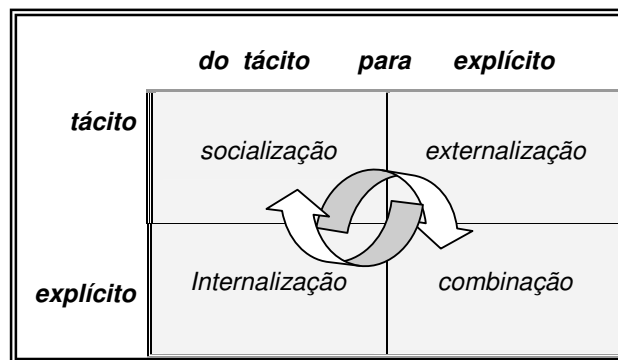 do tácito para explícito
tácito
socialização externalização
Internalização combinação
explícito